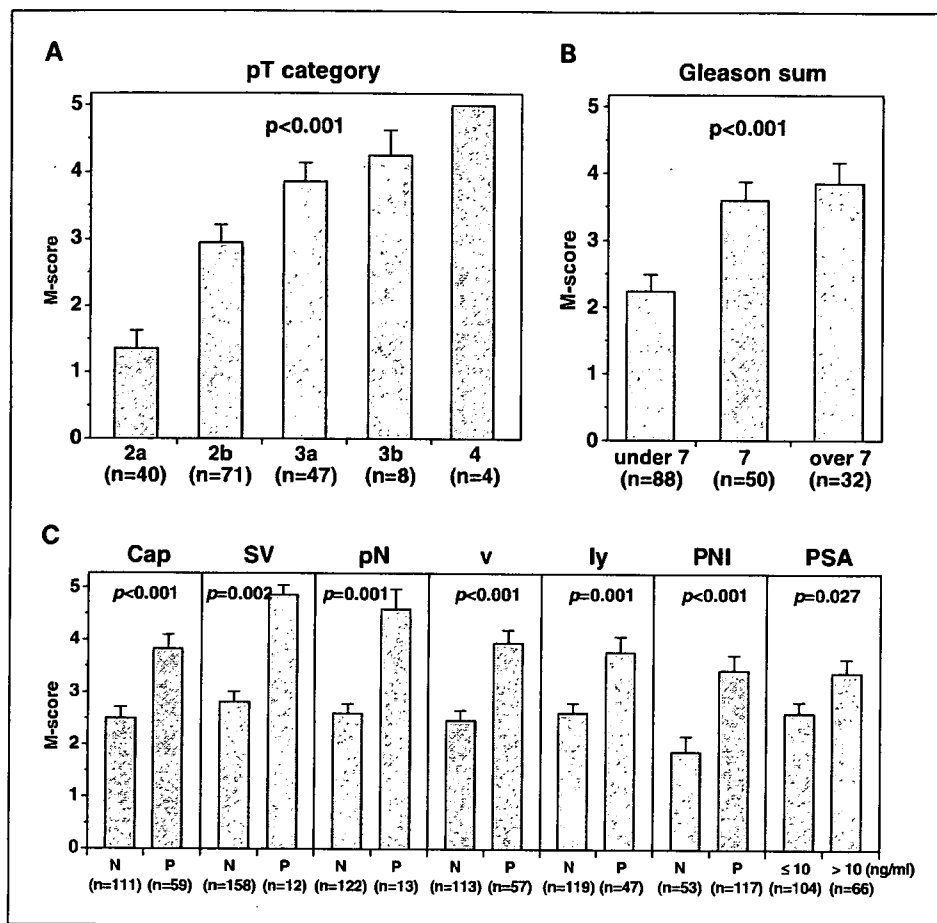 A
pT category
p<0.001
M-score
5
4
3
2
1
0
2a 2b 3a 3b 4
(n=40) (n=71) (n=47) (n=8) (n=4)
B
Gleason sum
p<0.001
M-score
5
4
3
2
1
0
under 7 7 over 7
(n=88) (n=50) (n=32)
C
Cap SV pN v ly PNI PSA
p<0.001 p=0.002 p=0.001 p<0.001 p=0.001 p<0.001 p=0.027
M-score
5
4
3
2
1
0
N P N P N P N P N P N P ≤10 >10 (ng/ml)
(n=111) (n=59) (n=158) (n=12) (n=122) (n=13) (n=113) (n=57) (n=119) (n=47) (n=53) (n=117) (n=104) (n=66)